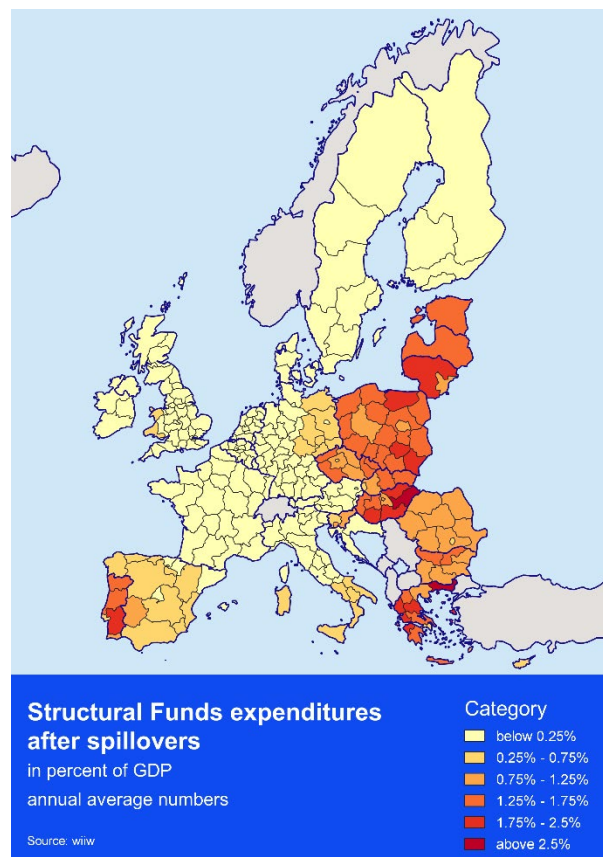 Structural Funds expenditures
after spillovers
in percent of GDP
annual average numbers
Source: wiiw
Category
below 0.25%
0.25% - 0.75%
0.75% - 1.25%
1.25% - 1.75%
1.75% - 2.5%
above 2.5%